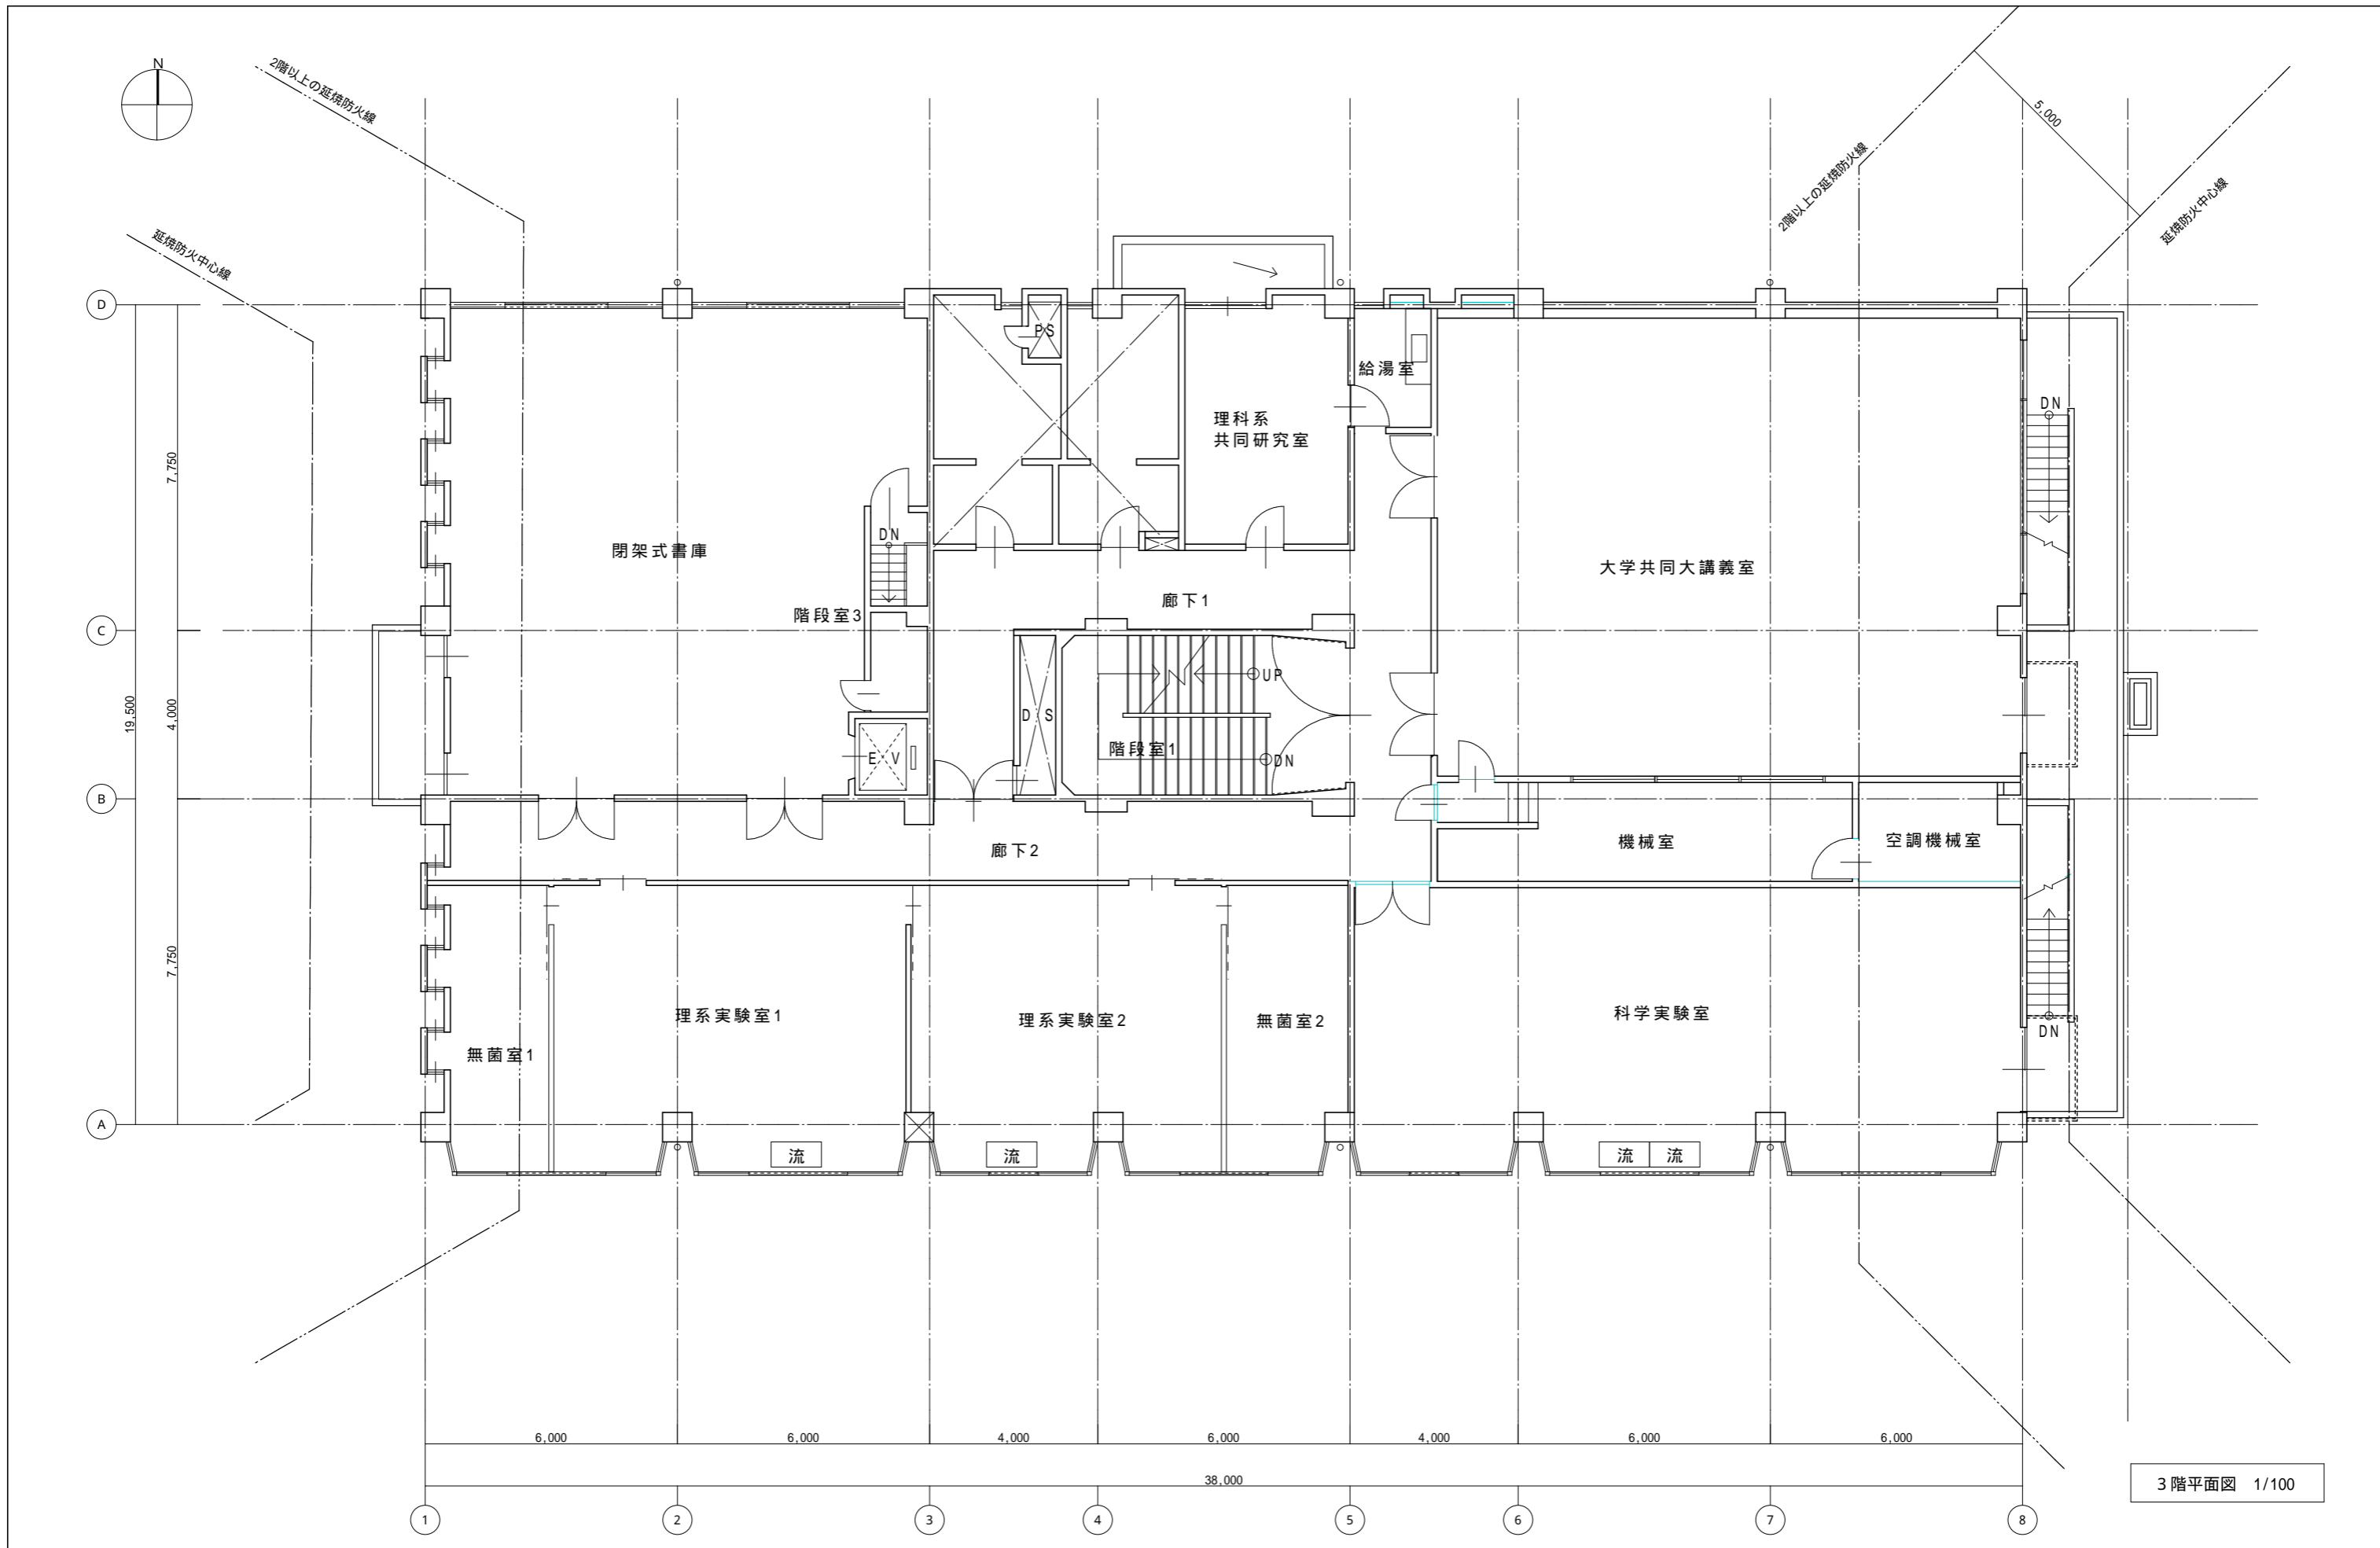 N
2階以上の延焼防火線
延焼防火中心線
5,000
2階以上の延焼防火線
延焼防火中心線
D
C
B
A
7,750
4,000
7,750
19,500
PS
給湯室
理科系
共同研究室
DN
DN
閉架式書庫
大学共同大講義室
廊下1
階段室3
UP
DS
階段室1
EV
DN
廊下2
機械室
空調機械室
理系実験室1
理系実験室2
無菌室2
科学実験室
無菌室1
DN
流
流
流
流
6,000
6,000
4,000
6,000
4,000
6,000
6,000
38,000
1
2
3
4
5
6
7
8
3階平面図 1/100